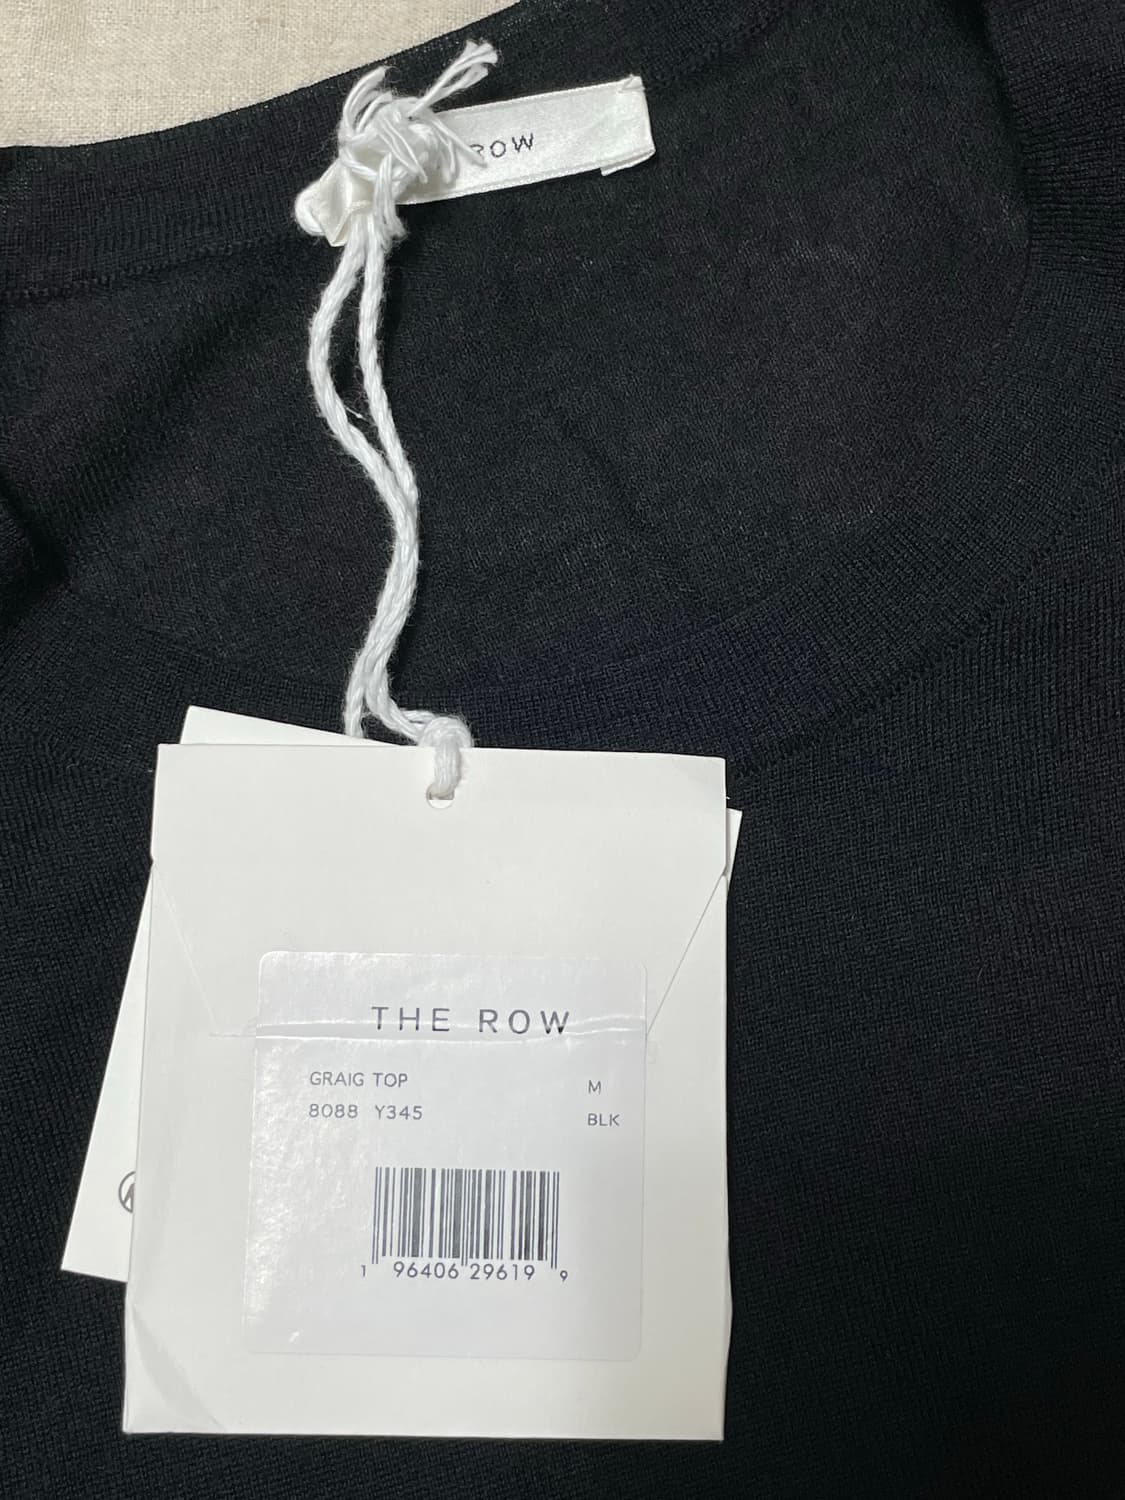 ROW
THE ROW
GRAIG TOP M
8088 Y345 BLK
1 96406 29619 9